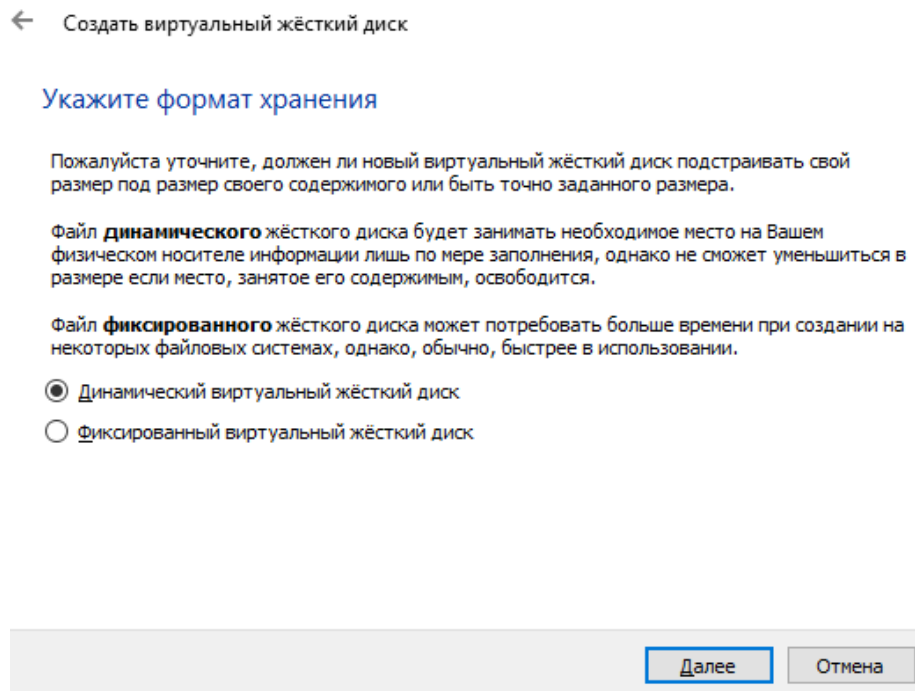 Создать виртуальный жёсткий диск
Укажите формат хранения
Пожалуйста уточните, должен ли новый виртуальный жёсткий диск подстраивать свой
размер под размер своего содержимого или быть точно заданного размера.
Файл динамического жёсткого диска будет занимать необходимое место на Вашем
физическом носителе информации лишь по мере заполнения, однако не сможет уменьшиться в
размере если место, занятое его содержимым, освободится.
Файл фиксированного жёсткого диска может потребовать больше времени при создании на
некоторых файловых системах, однако, обычно, быстрее в использовании.
Динамический виртуальный жёсткий диск
Фиксированный виртуальный жёсткий диск
Далее
Отмена